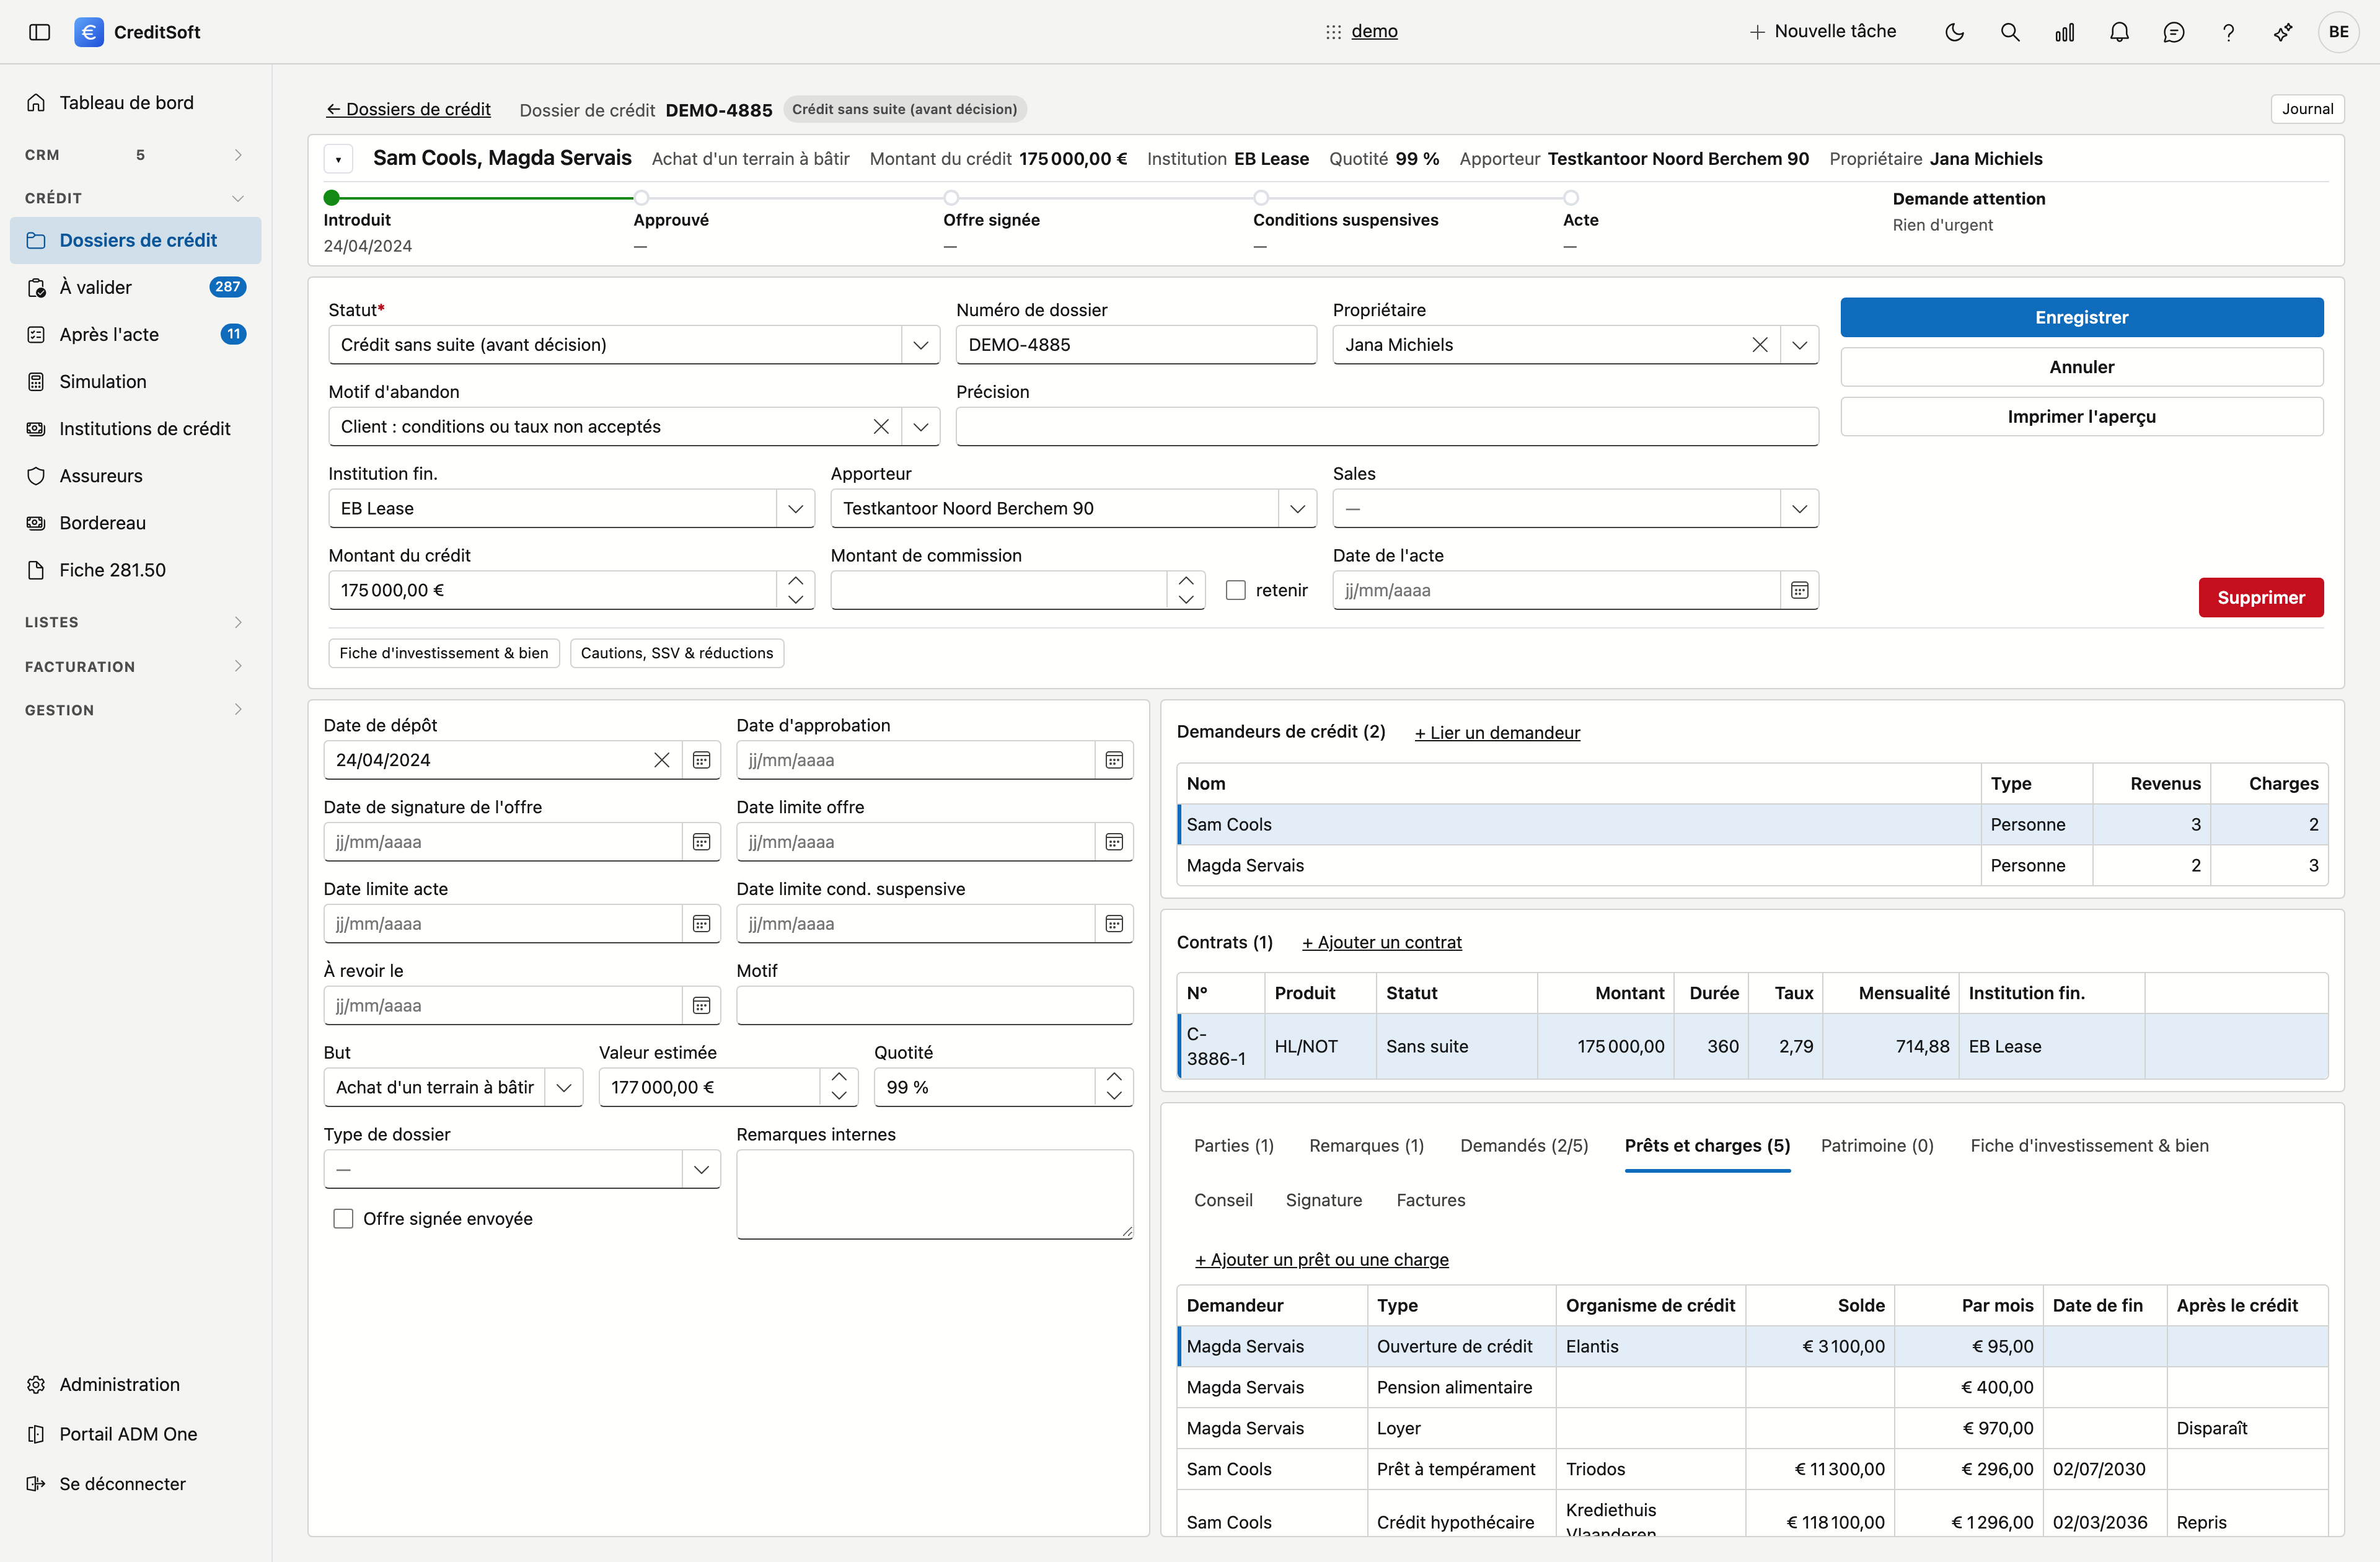 CreditSoft
demo
Nouvelle tâche
BE
Tableau de bord
CRM 5
CRÉDIT
Dossiers de crédit
À valider 287
Après l'acte 11
Simulation
Institutions de crédit
Assureurs
Bordereau
Fiche 281.50
LISTES
FACTURATION
GESTION
Administration
Portail ADM One
Se déconnecter
← Dossiers de crédit Dossier de crédit DEMO-4885 Crédit sans suite (avant décision) Journal
Sam Cools, Magda Servais Achat d'un terrain à bâtir Montant du crédit 175 000,00 € Institution EB Lease Quotité 99 % Apporteur Testkantoor Noord Berchem 90 Propriétaire Jana Michiels
Introduit Approuvé Offre signée Conditions suspensives Acte Demande attention
24/04/2024 — — — — Rien d'urgent
Statut* Numéro de dossier Propriétaire
Crédit sans suite (avant décision) DEMO-4885 Jana Michiels
Motif d'abandon Précision
Client : conditions ou taux non acceptés
Institution fin. Apporteur Sales
EB Lease Testkantoor Noord Berchem 90 —
Montant du crédit Montant de commission Date de l'acte
175 000,00 € retenir jj/mm/aaaa
Enregistrer
Annuler
Imprimer l'aperçu
Supprimer
Fiche d'investissement & bien Cautions, SSV & réductions
Date de dépôt Date d'approbation
24/04/2024 jj/mm/aaaa
Date de signature de l'offre Date limite offre
jj/mm/aaaa jj/mm/aaaa
Date limite acte Date limite cond. suspensive
jj/mm/aaaa jj/mm/aaaa
À revoir le Motif
jj/mm/aaaa
But Valeur estimée Quotité
Achat d'un terrain à bâtir 177 000,00 € 99 %
Type de dossier Remarques internes
—
Offre signée envoyée
Demandeurs de crédit (2) + Lier un demandeur
Nom Type Revenus Charges
Sam Cools Personne 3 2
Magda Servais Personne 2 3
Contrats (1) + Ajouter un contrat
N° Produit Statut Montant Durée Taux Mensualité Institution fin.
C-3886-1 HL/NOT Sans suite 175 000,00 360 2,79 714,88 EB Lease
Parties (1) Remarques (1) Demandés (2/5) Prêts et charges (5) Patrimoine (0) Fiche d'investissement & bien
Conseil Signature Factures
+ Ajouter un prêt ou une charge
Demandeur Type Organisme de crédit Solde Par mois Date de fin Après le crédit
Magda Servais Ouverture de crédit Elantis € 3 100,00 € 95,00
Magda Servais Pension alimentaire € 400,00
Magda Servais Loyer € 970,00 Disparaît
Sam Cools Prêt à tempérament Triodos € 11 300,00 € 296,00 02/07/2030
Sam Cools Crédit hypothécaire Krediethuis Vlaanderen € 118 100,00 € 1 296,00 02/03/2036 Repris